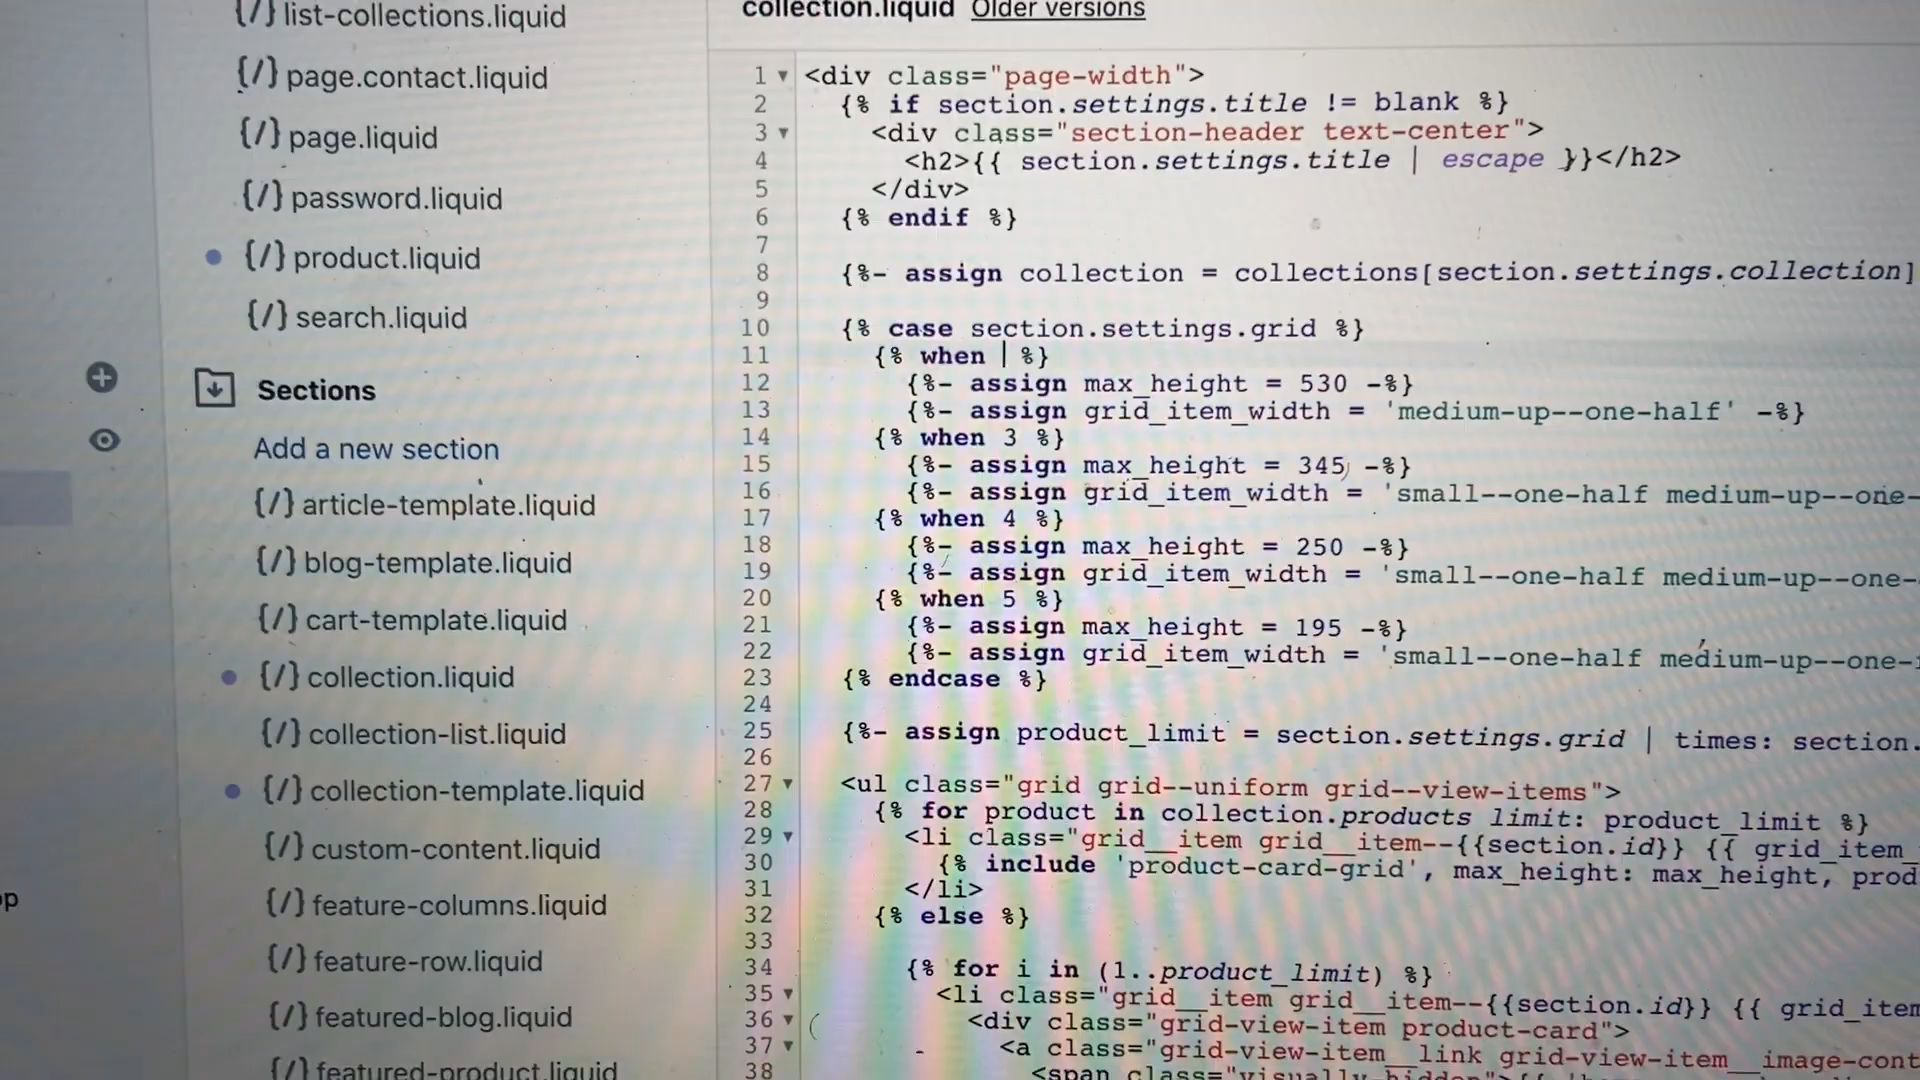 {/} list-collections.liquid
{/} page.contact.liquid
{/} page.liquid
{/} password.liquid
{/} product.liquid
{/} search.liquid
Sections
Add a new section
{/} article-template.liquid
{/} blog-template.liquid
{/} cart-template.liquid
{/} collection.liquid
{/} collection-list.liquid
{/} collection-template.liquid
{/} custom-content.liquid
{/} feature-columns.liquid
{/} feature-row.liquid
{/} featured-blog.liquid
{/} featured-product.liquid
op
collection.liquid Older versions
1 <div class="page-width">
2 {% if section.settings.title != blank %}
3 <div class="section-header text-center">
4 <h2>{{ section.settings.title | escape }}</h2>
5 </div>
6 {% endif %}
7
8 {%- assign collection = collections[section.settings.collection]
9
10 {% case section.settings.grid %}
11 {% when %}
12 {%- assign max_height = 530 -%}
13 {%- assign grid_item_width = 'medium-up--one-half' -%}
14 {% when 3 %}
15 {%- assign max_height = 345 -%}
16 {%- assign grid_item_width = 'small--one-half medium-up--one-
17 {% when 4 %}
18 {%- assign max_height = 250 -%}
19 {%- assign grid_item_width = 'small--one-half medium-up--one-
20 {% when 5 %}
21 {%- assign max_height = 195 -%}
22 {%- assign grid_item_width = 'small--one-half medium-up--one-
23 {% endcase %}
24
25 {%- assign product_limit = section.settings.grid | times: section.
26
27 <ul class="grid grid--uniform grid--view-items">
28 {% for product in collection.products limit: product_limit %}
29 <li class="grid__item grid__item--{{section.id}} {{ grid_item_
30 {% include 'product-card-grid', max_height: max_height, prod
31 </li>
32 {% else %}
33
34 {% for i in (1..product_limit) %}
35 <li class="grid__item grid__item--{{section.id}} {{ grid_item
36 <div class="grid-view-item product-card">
37 <a class="grid-view-item__link grid-view-item__image-cont
38 <span class="visually-hidden">{{